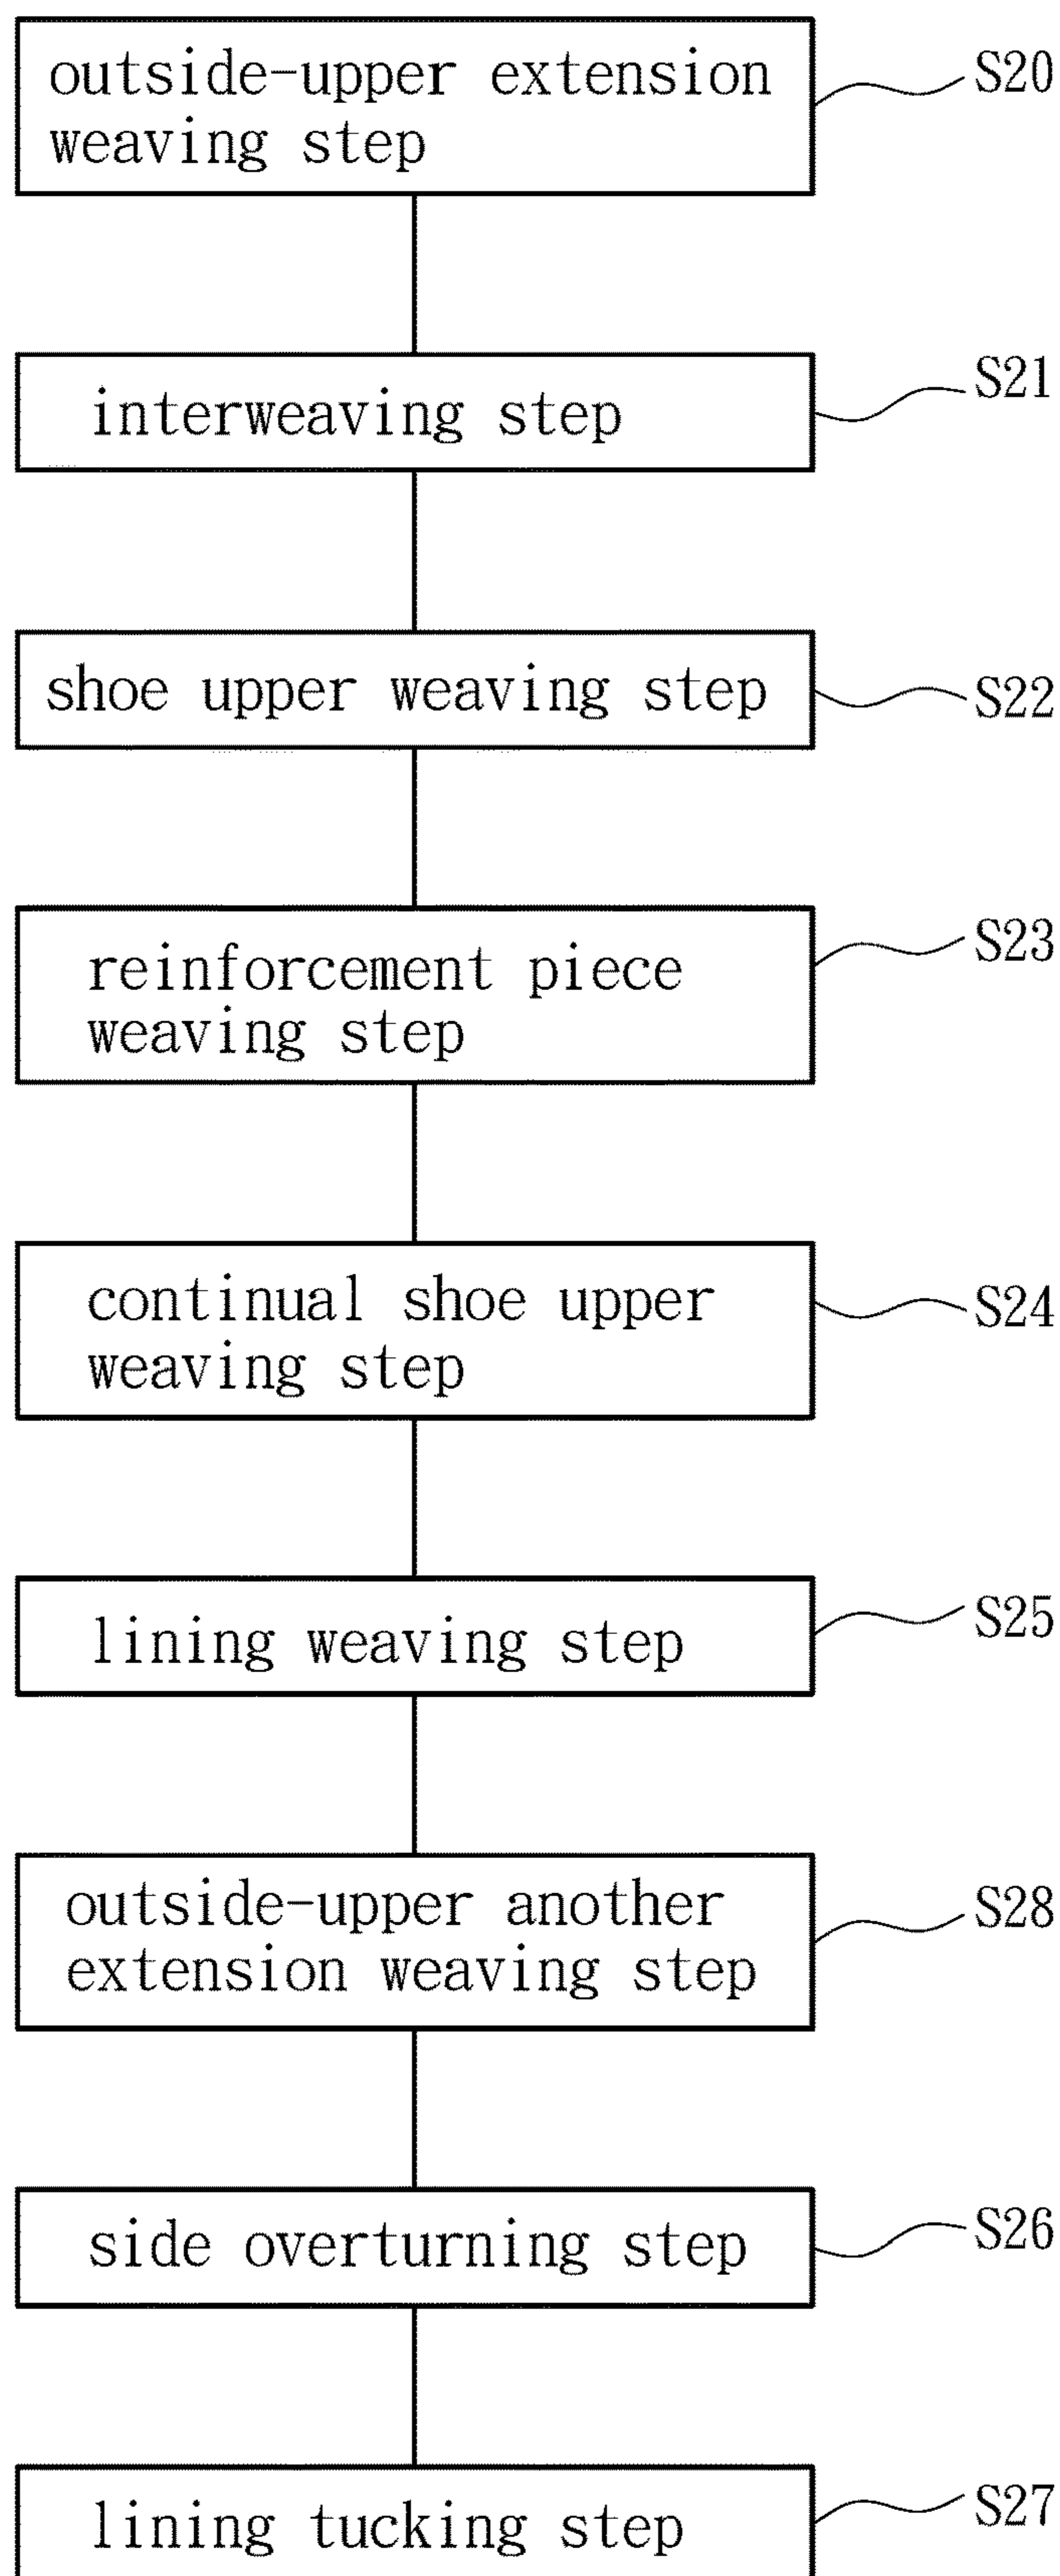 outside-upper extension
weaving step
S20
interweaving step
S21
shoe upper weaving step
S22
reinforcement piece
weaving step
S23
continual shoe upper
weaving step
S24
lining weaving step
S25
outside-upper another
extension weaving step
S28
side overturning step
S26
lining tucking step
S27